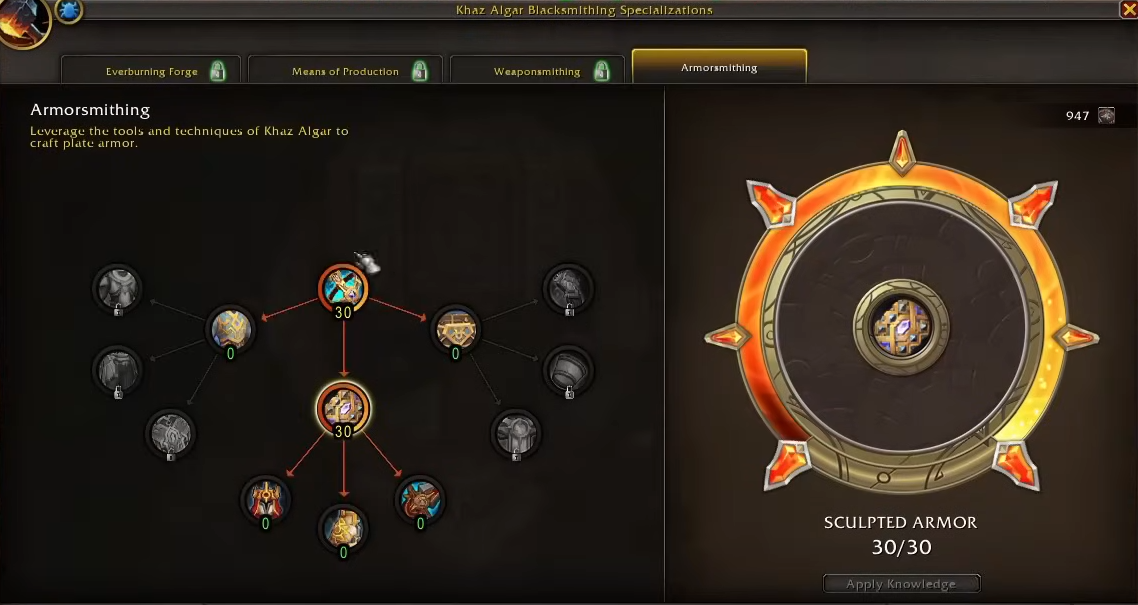 Khaz Algar Blacksmithing Specializations
Everburning Forge
Means of Production
Weaponsmithing
Armorsmithing
Armorsmithing
Leverage the tools and techniques of Khaz Algar to
craft plate armor.
947
30
0
0
30
0
0
0
SCULPTED ARMOR
30/30
Apply Knowledge